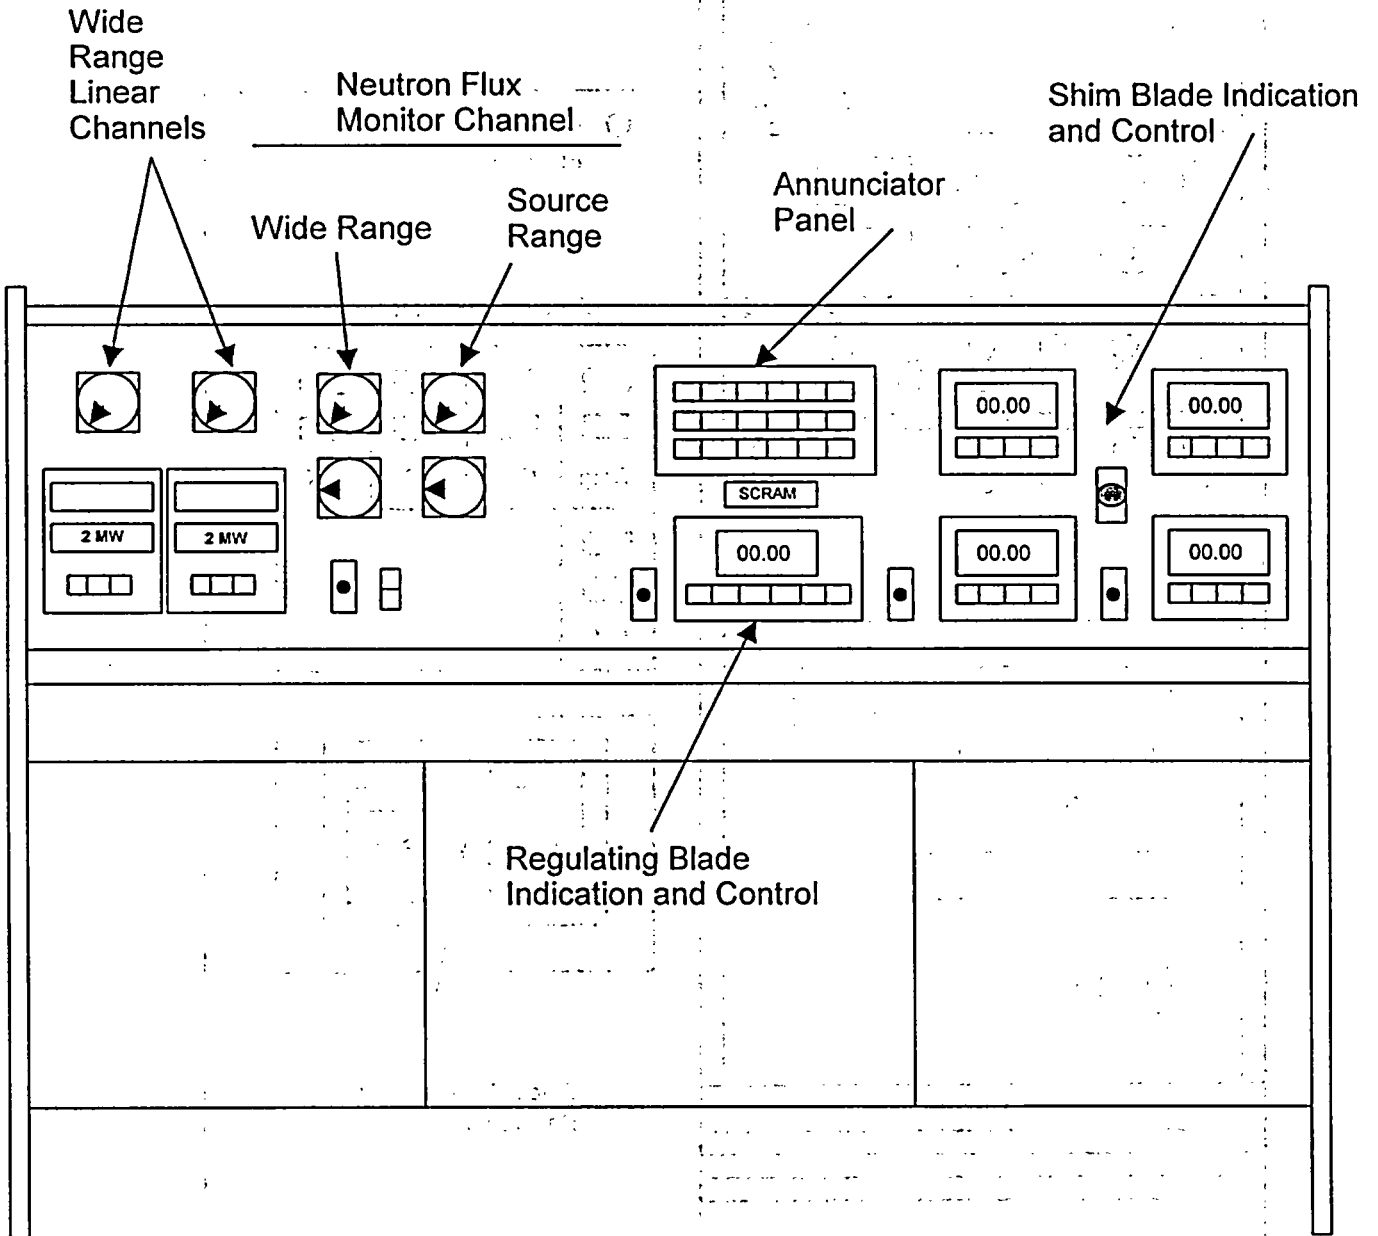 Wide
Range
Linear
Channels
Neutron Flux
Monitor Channel
Wide Range
Source
Range
Annunciator
Panel
Shim Blade Indication
and Control
00.00
00.00
SCRAM
2 MW
2 MW
00.00
00.00
00.00
Regulating Blade
Indication and Control